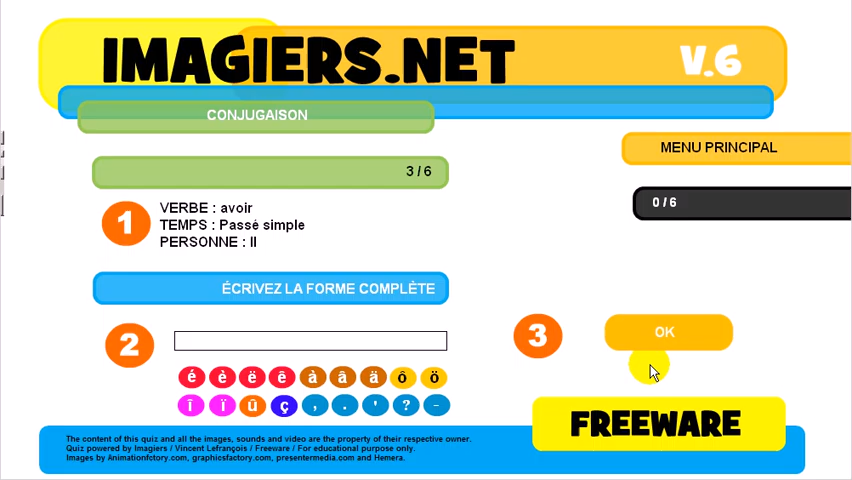 IMAGIERS.NET
V.6
CONJUGAISON
MENU PRINCIPAL
3 / 6
0 / 6
1
VERBE : avoir
TEMPS : Passé simple
PERSONNE : Il
ÉCRIVEZ LA FORME COMPLÈTE
2
3
OK
é è ë ê à â ä ô ö
î ï û ç , . ' ? -
FREEWARE
The content of this quiz and all the images, sounds and video are the property of their respective owner.
Quiz powered by Imagiers / Vincent Lefrançois / Freeware / For educational purpose only.
Images by Animationfctory.com, graphicsfactory.com, presentermedia.com and Hemera.